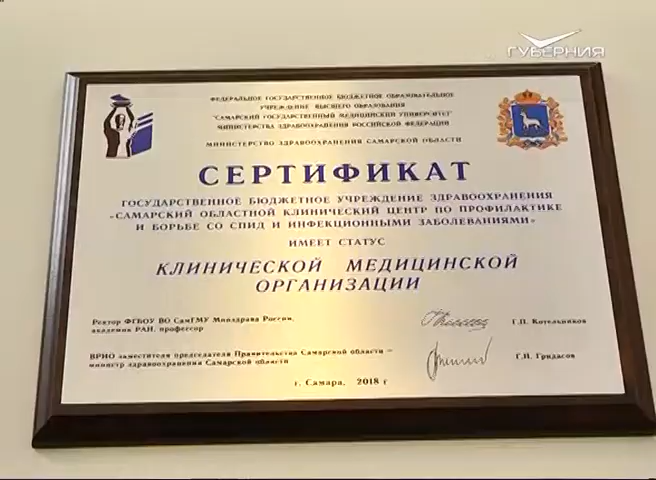 ГУБЕРНИЯ
ФЕДЕРАЛЬНОЕ ГОСУДАРСТВЕННОЕ БЮДЖЕТНОЕ ОБРАЗОВАТЕЛЬНОЕ
УЧРЕЖДЕНИЕ ВЫСШЕГО ОБРАЗОВАНИЯ
"САМАРСКИЙ ГОСУДАРСТВЕННЫЙ МЕДИЦИНСКИЙ УНИВЕРСИТЕТ"
МИНИСТЕРСТВА ЗДРАВООХРАНЕНИЯ РОССИЙСКОЙ ФЕДЕРАЦИИ
МИНИСТЕРСТВО ЗДРАВООХРАНЕНИЯ САМАРСКОЙ ОБЛАСТИ
СЕРТИФИКАТ
ГОСУДАРСТВЕННОЕ БЮДЖЕТНОЕ УЧРЕЖДЕНИЕ ЗДРАВООХРАНЕНИЯ
«САМАРСКИЙ ОБЛАСТНОЙ КЛИНИЧЕСКИЙ ЦЕНТР ПО ПРОФИЛАКТИКЕ
И БОРЬБЕ СО СПИД И ИНФЕКЦИОННЫМИ ЗАБОЛЕВАНИЯМИ»
ИМЕЕТ СТАТУС
КЛИНИЧЕСКОЙ МЕДИЦИНСКОЙ
ОРГАНИЗАЦИИ
Ректор ФГБОУ ВО СамГМУ Минздрава России,
академик РАН, профессор
Г.П. Котельников
ВРИО заместителя председателя Правительства Самарской области –
министр здравоохранения Самарской области
Г.Н. Гридасов
г. Самара, 2018 г